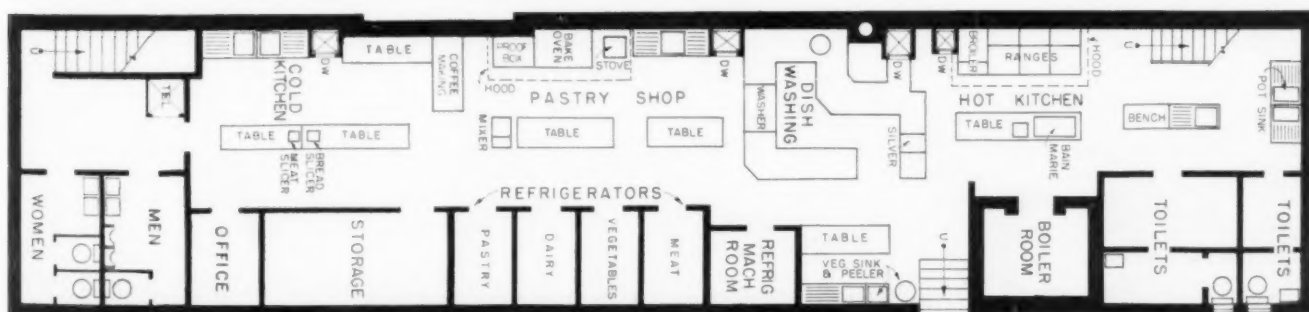 U
TEL
WOMEN
MEN
OFFICE
COLD
KITCHEN
DW
TABLE
COFFEE
MAKING
TABLE
TABLE
MEAT
SLICER
BREAD
SLICER
STORAGE
PROOF
BOX
BAKE
OVEN
STOVE
HOOD
DW
PASTRY SHOP
MIXER
TABLE
TABLE
REFRIGERATORS
PASTRY
DAIRY
VEGETABLES
MEAT
REFRIG
MACH
ROOM
DISH
WASHING
WASHER
SILVER
DW
DW
TABLE
VEG SINK
& PEELER
U
BROILER
RANGES
HOOD
HOT KITCHEN
TABLE
BAIN
MARIE
U
BENCH
POT SINK
BOILER
ROOM
TOILETS
TOILETS